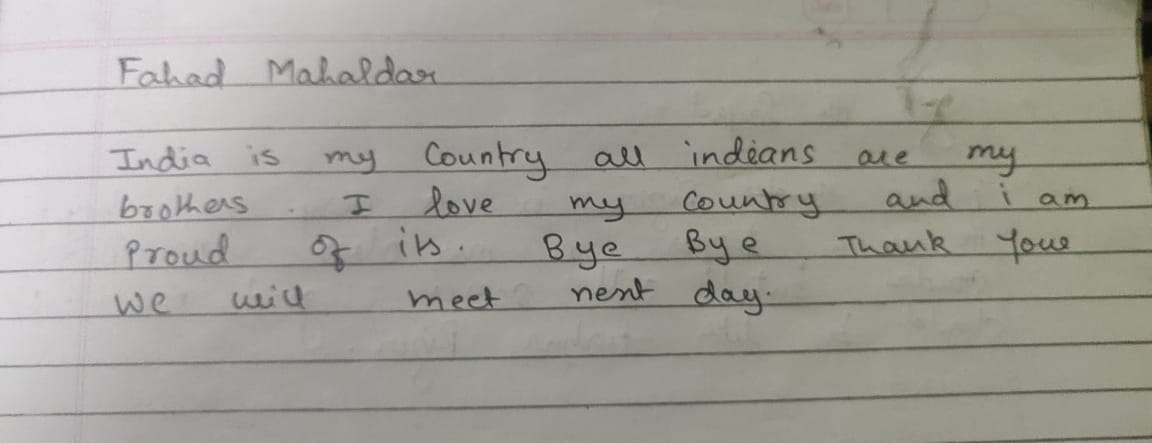 Fahad Mahaldar
India is my Country all indians are my
brothers. I love my country and i am
Proud of its. Bye Bye Thank Youe
We will meet nent day.